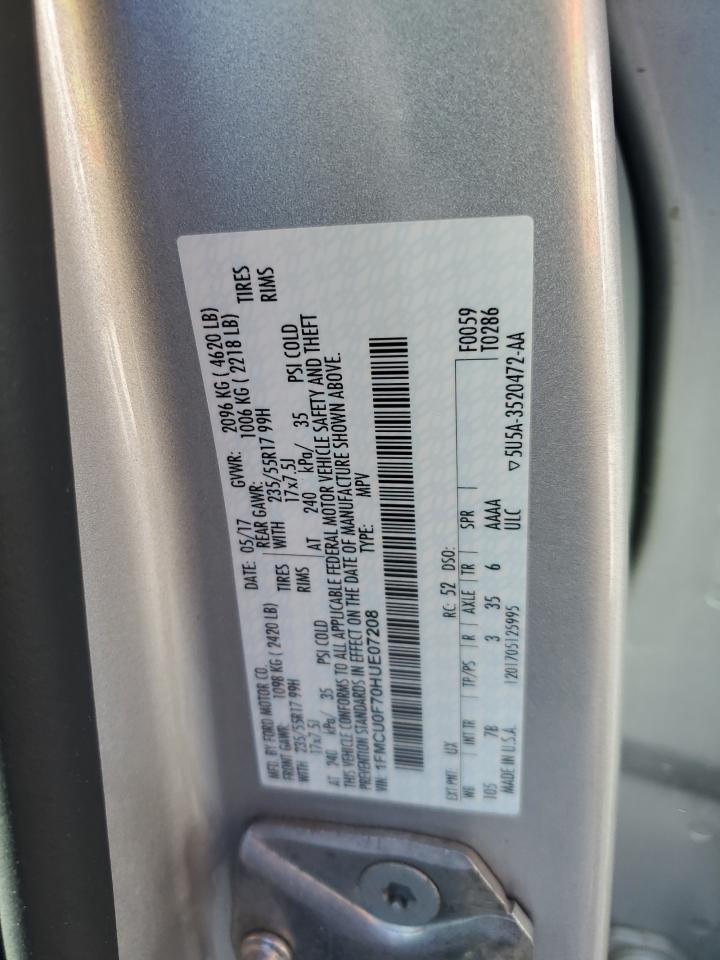 MFD. BY FORD MOTOR CO.
DATE: 05/17 GVWR: 2096 KG ( 4620 LB)
FRONT GAWR: 1098 KG ( 2420 LB) REAR GAWR: 1006 KG ( 2218 LB)
WITH 235/55R17 99H TIRES WITH 235/55R17 99H TIRES
17x7.5J RIMS 17x7.5J RIMS
AT 240 kPa/ 35 PSI COLD AT 240 kPa/ 35 PSI COLD
THIS VEHICLE CONFORMS TO ALL APPLICABLE FEDERAL MOTOR VEHICLE SAFETY AND THEFT
PREVENTION STANDARDS IN EFFECT ON THE DATE OF MANUFACTURE SHOWN ABOVE.
VIN: 1FMCU0F70HUE07208 TYPE: MPV
EXT PNT: UX RC: 52 DSO:
WB INT TR TP/PS R AXLE TR SPR F0059
105 7B 3 35 6 AAAA T0286
MADE IN U.S.A. 1201705125995 ULC ▽5U5A-3520472-AA